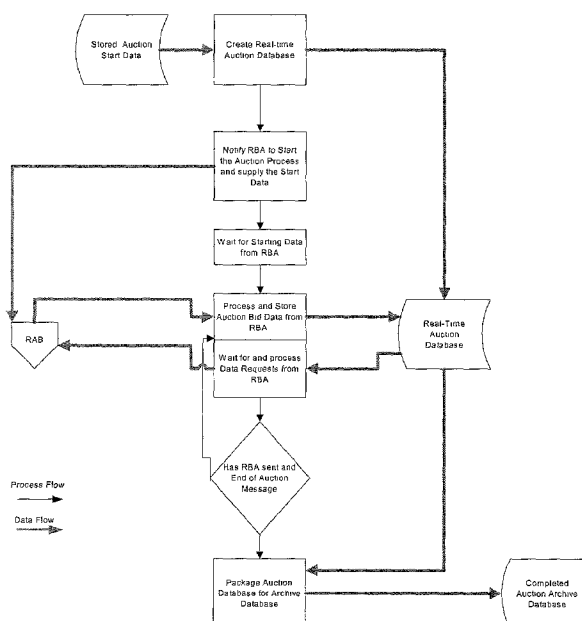 Stored Auction
Start Data
Create Real-time
Auction Database
Notify RBA to Start
the Auction Process
and supply the Start
Data
Wait for Starting Data
from RBA
Process and Store
Auction Bid Data from
RBA
RAB
Real-Time
Auction
Database
Wait for and process
Data Requests from
RBA
Has RBA sent and
End of Auction
Message
Process Flow
Data Flow
Package Auction
Database for Archive
Database
Completed
Auction Archive
Database